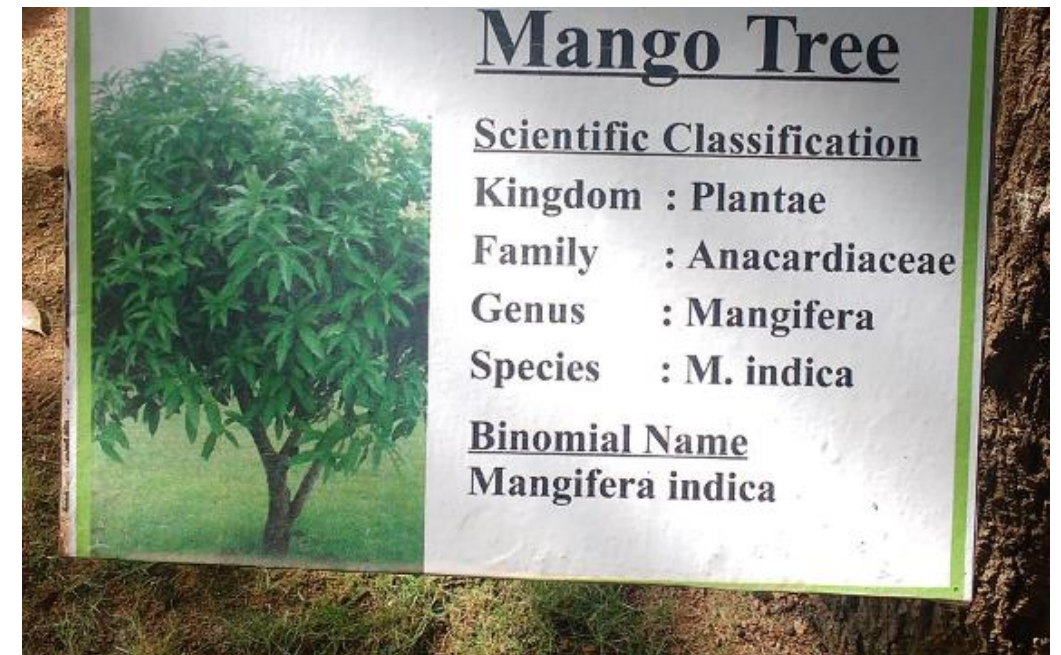 Mango Tree
Scientific Classification
Kingdom : Plantae
Family : Anacardiaceae
Genus : Mangifera
Species : M. indica
Binomial Name
Mangifera indica